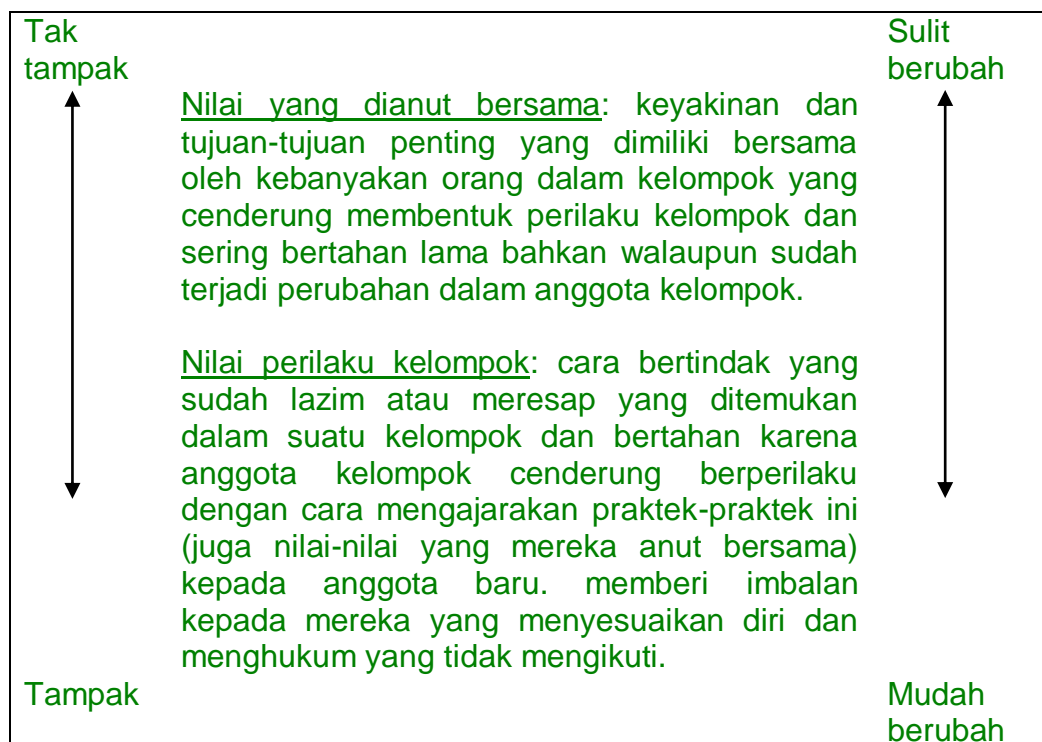 Tak
tampak
Sulit
berubah
Nilai yang dianut bersama: keyakinan dan
tujuan-tujuan penting yang dimiliki bersama
oleh kebanyakan orang dalam kelompok yang
cenderung membentuk perilaku kelompok dan
sering bertahan lama bahkan walaupun sudah
terjadi perubahan dalam anggota kelompok.
Nilai perilaku kelompok: cara bertindak yang
sudah lazim atau meresap yang ditemukan
dalam suatu kelompok dan bertahan karena
anggota kelompok cenderung berperilaku
dengan cara mengajarakan praktek-praktek ini
(juga nilai-nilai yang mereka anut bersama)
kepada anggota baru. memberi imbalan
kepada mereka yang menyesuaikan diri dan
menghukum yang tidak mengikuti.
Tampak
Mudah
berubah